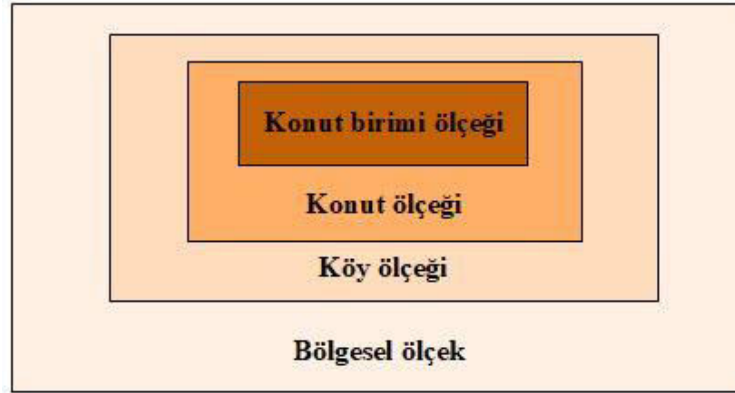 Konut birimi ölçeği
Konut ölçeği
Köy ölçeği
Bölgesel ölçek